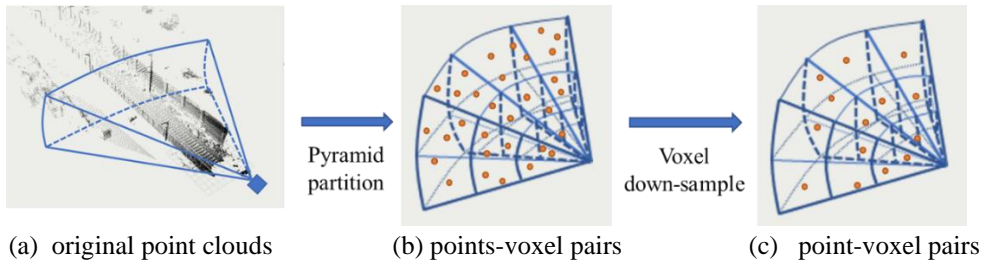 Pyramid
partition
Voxel
down-sample
(a) original point clouds
(b) points-voxel pairs
(c) point-voxel pairs